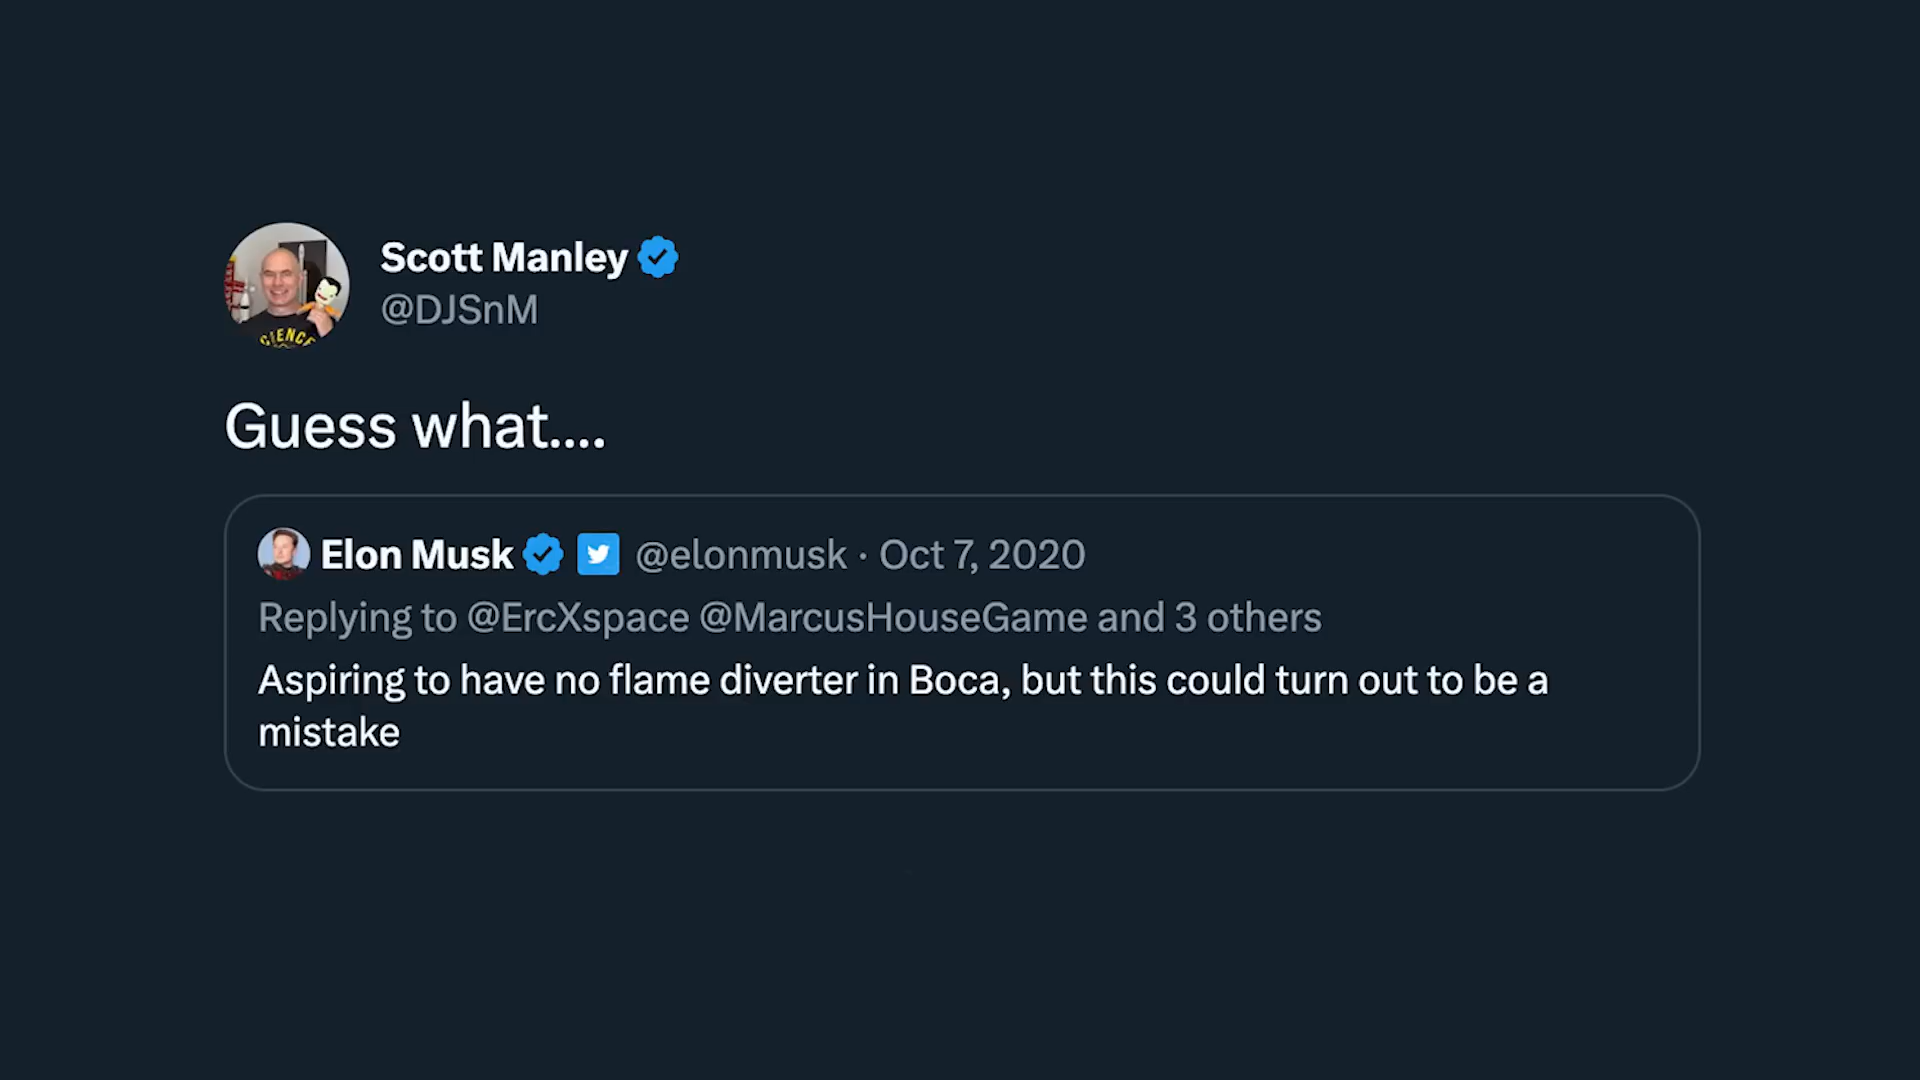 Scott Manley
@DJSnM
Guess what....
Elon Musk @elonmusk · Oct 7, 2020
Replying to @ErcXspace @MarcusHouseGame and 3 others
Aspiring to have no flame diverter in Boca, but this could turn out to be a
mistake